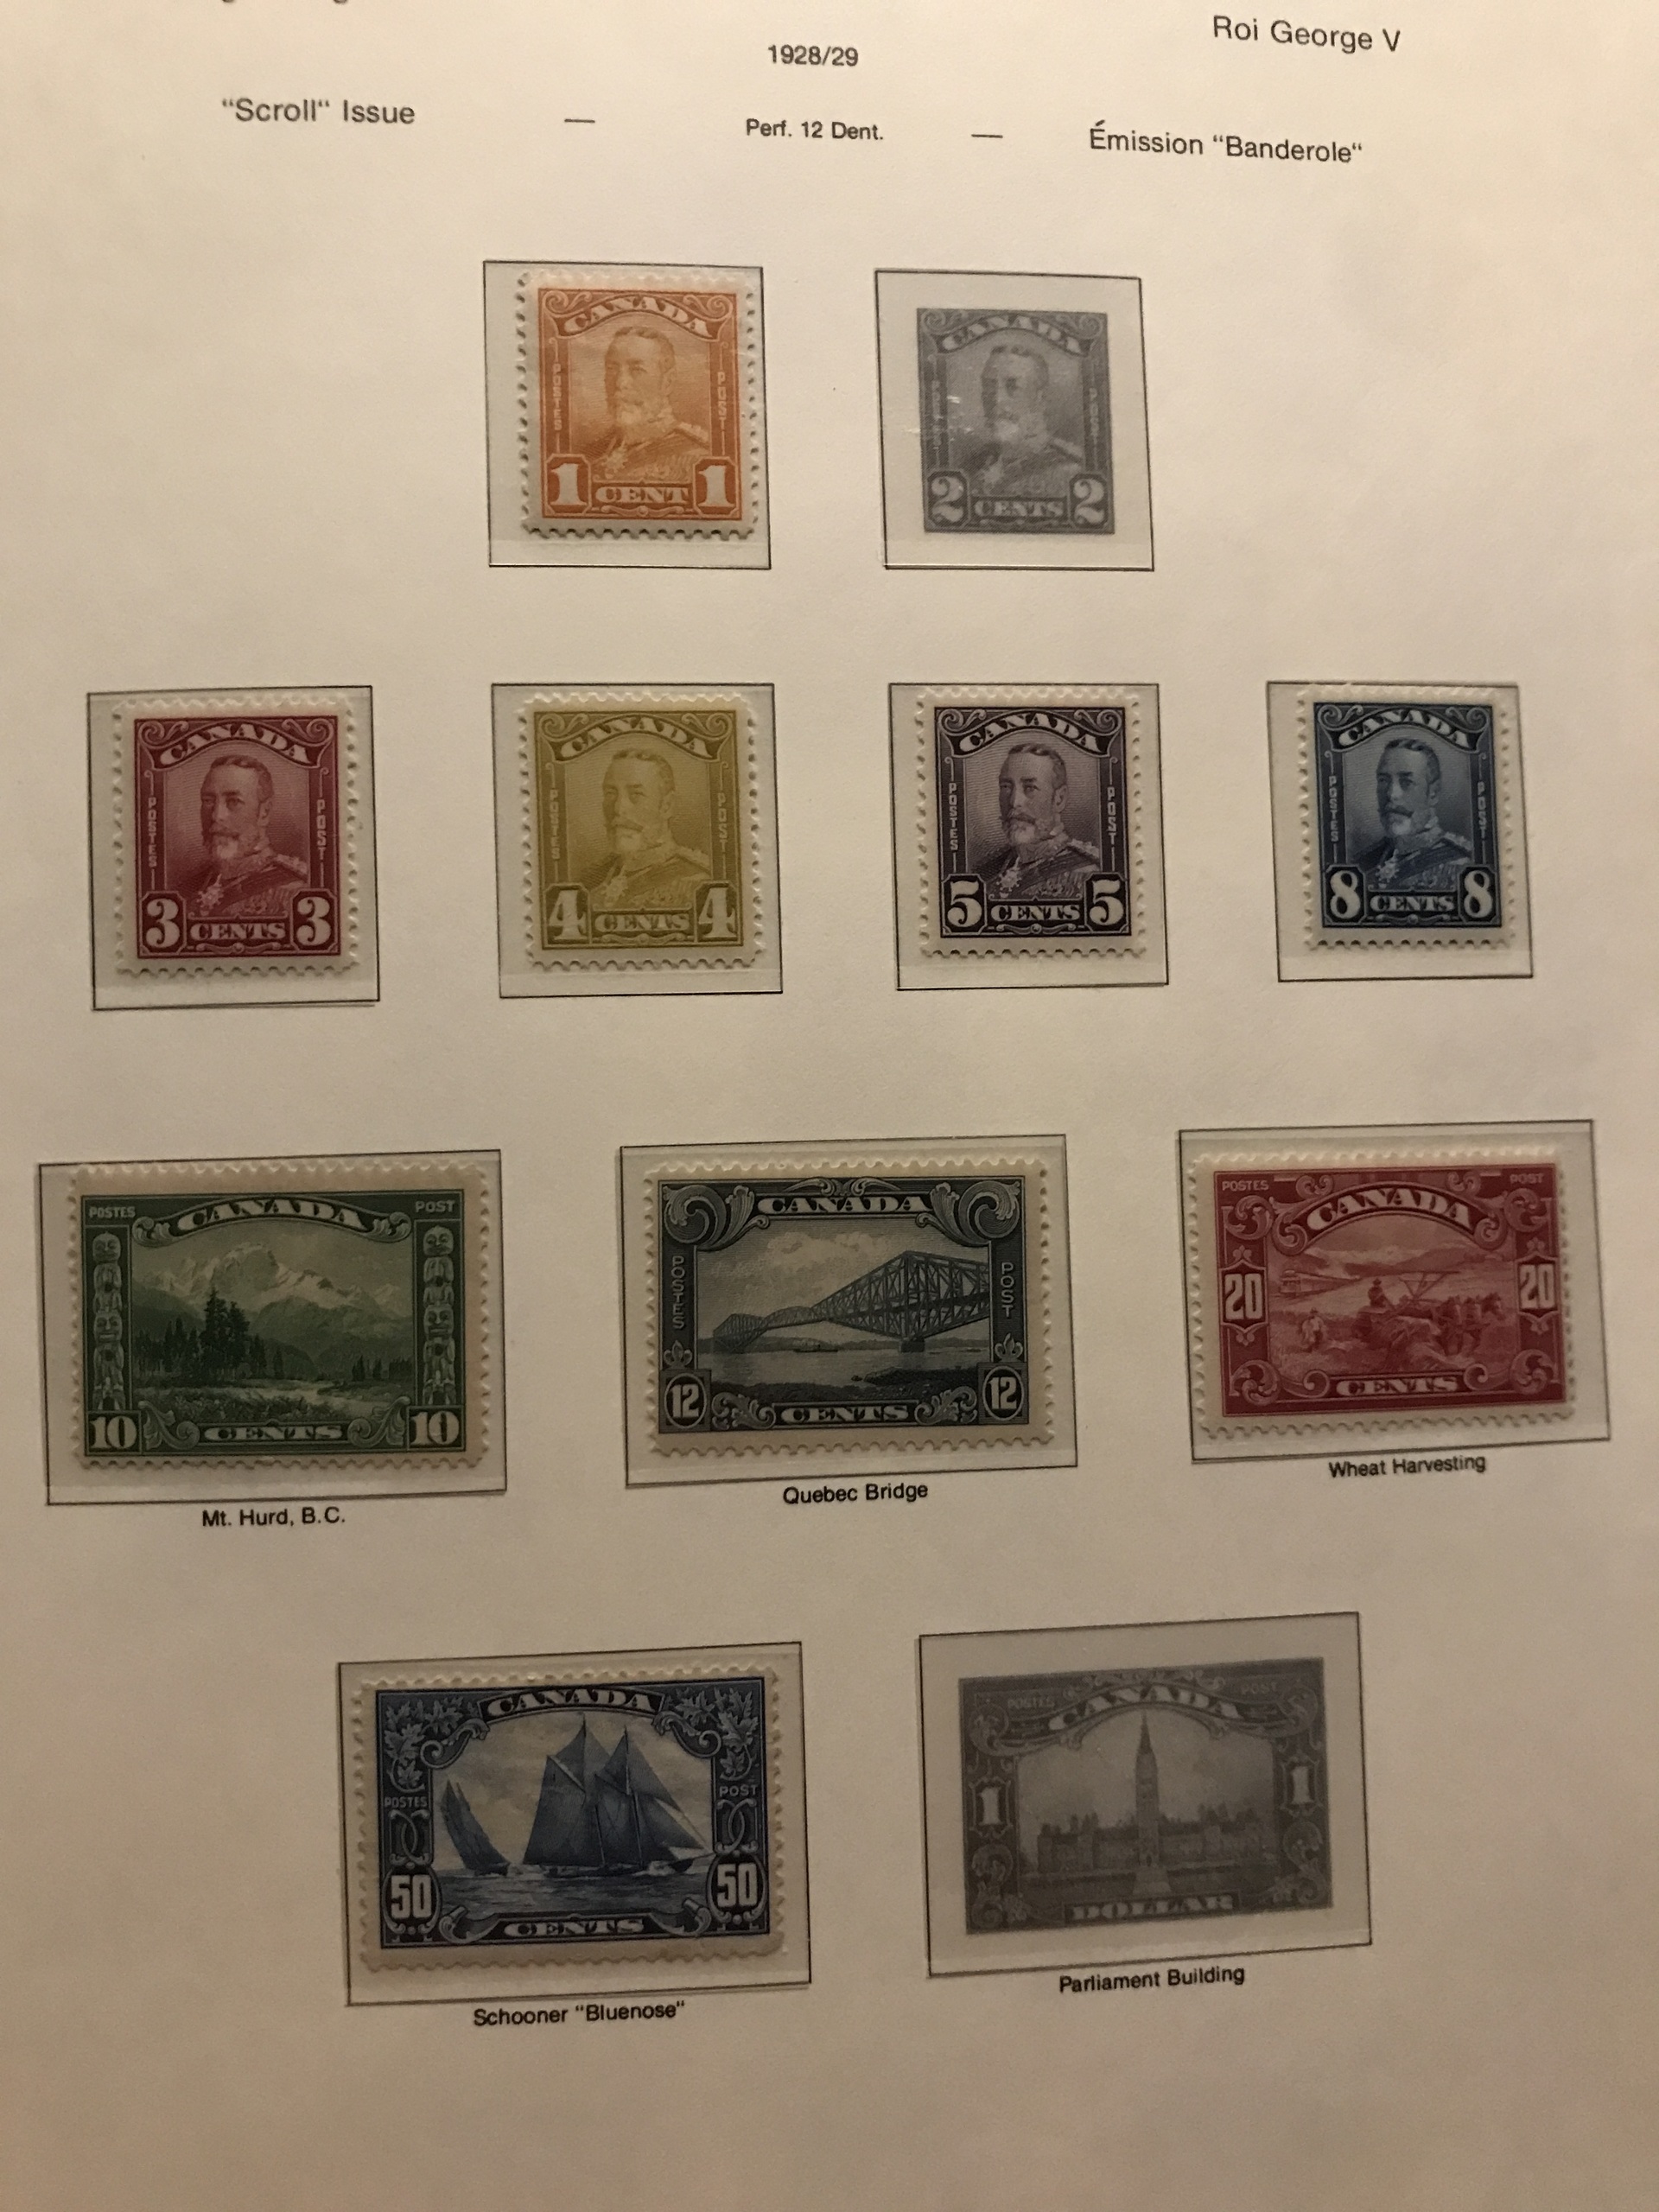 Roi George V
1928/29
"Scroll" Issue — Perf. 12 Dent. — Émission "Banderole"
CANADA
POSTES POST
1 CENT 1
CANADA
POSTES POST
2 CENTS 2
CANADA
POSTES POST
3 CENTS 3
CANADA
POSTES POST
4 CENTS 4
CANADA
POSTES POST
5 CENTS 5
CANADA
POSTES POST
8 CENTS 8
POSTES CANADA POST
10 CENTS 10
Mt. Hurd, B.C.
CANADA
POSTES POST
12 CENTS 12
Quebec Bridge
POSTES CANADA POST
20 20
CENTS
Wheat Harvesting
CANADA
POSTES POST
50 CENTS 50
Schooner "Bluenose"
POSTES CANADA POST
1 1
DOLLAR
Parliament Building